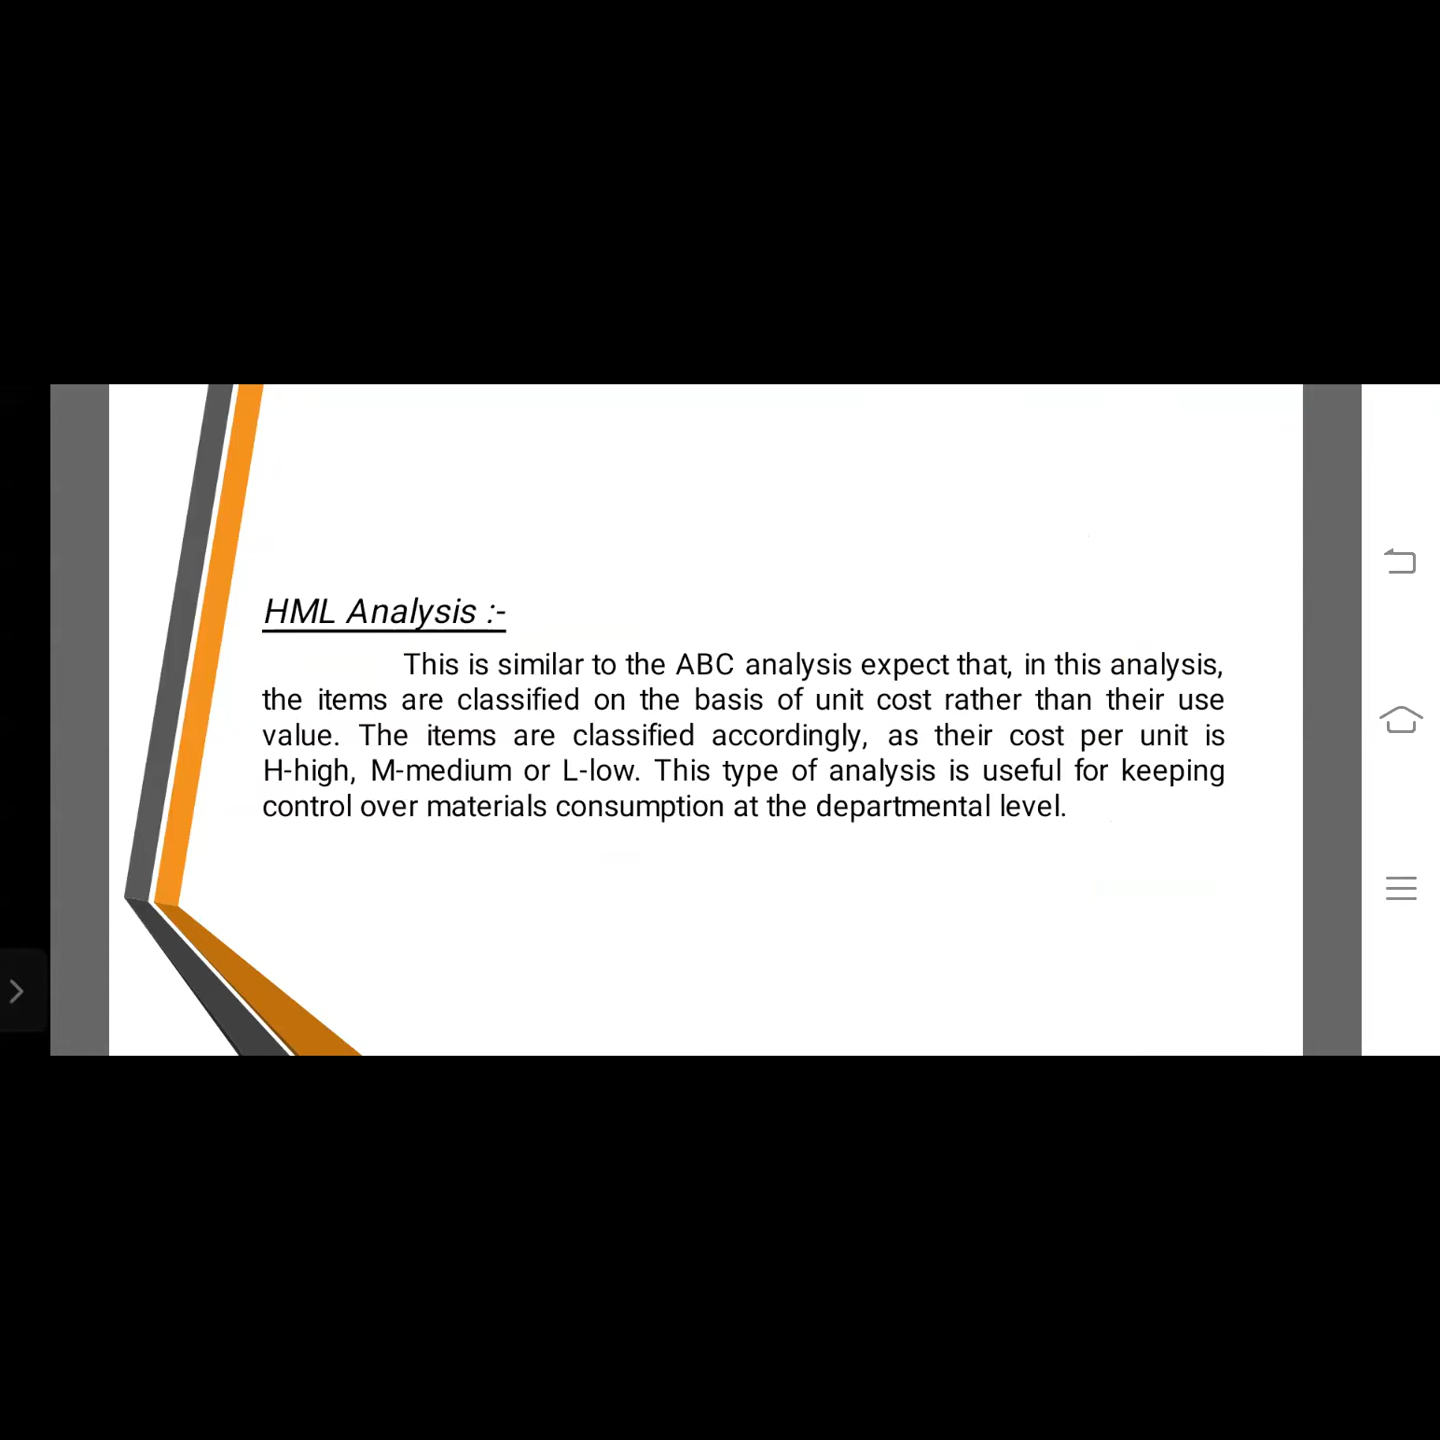 HML Analysis :-
This is similar to the ABC analysis expect that, in this analysis,
the items are classified on the basis of unit cost rather than their use
value. The items are classified accordingly, as their cost per unit is
H-high, M-medium or L-low. This type of analysis is useful for keeping
control over materials consumption at the departmental level.